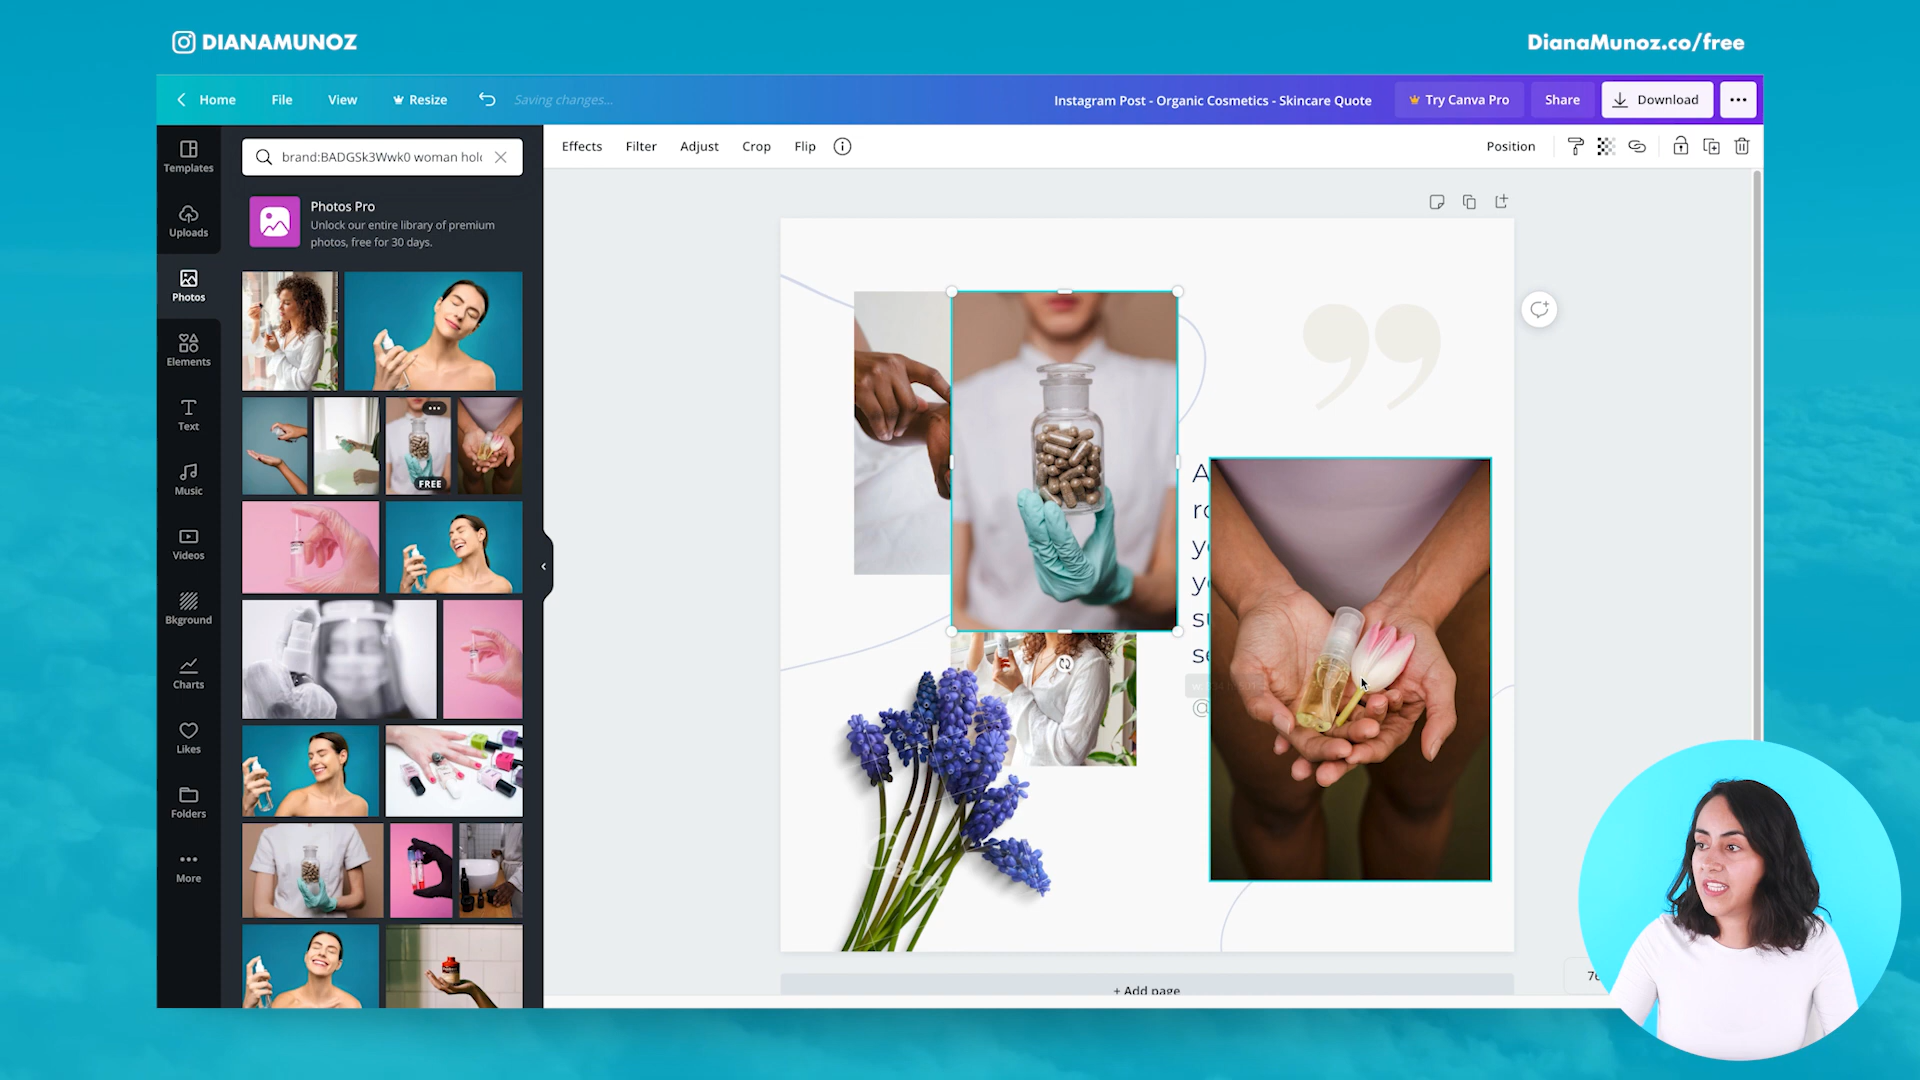 DIANAMUNOZ
DianaMunoz.co/free
Home File View Resize Saving changes...
Instagram Post - Organic Cosmetics - Skincare Quote Try Canva Pro Share Download
Templates
Uploads
Photos
Elements
Text
Music
Videos
Bkground
Charts
Likes
Folders
More
brand:BADGSk3Wwk0 woman hol
Photos Pro
Unlock our entire library of premium
photos, free for 30 days.
FREE
Effects Filter Adjust Crop Flip
Position
A
ro
y
y
su
se
@
+ Add page